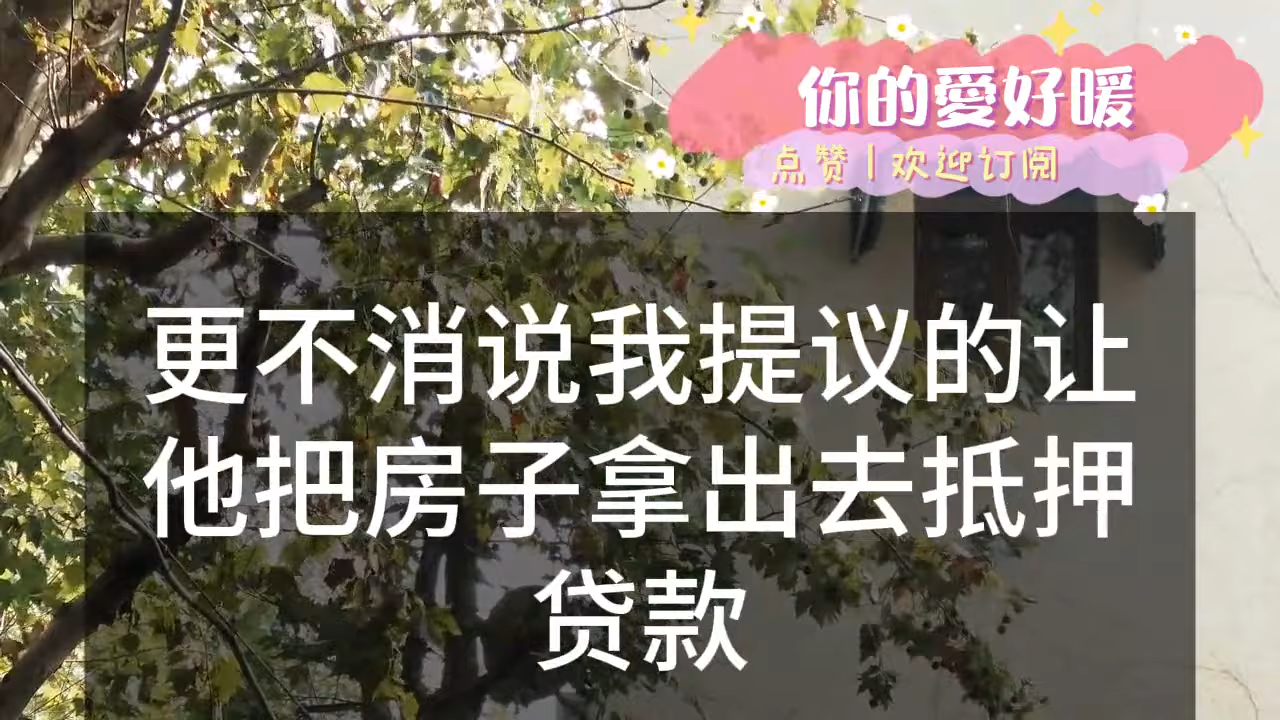 你的愛好暖
点赞|欢迎订阅
更不消说我提议的让
他把房子拿出去抵押
贷款